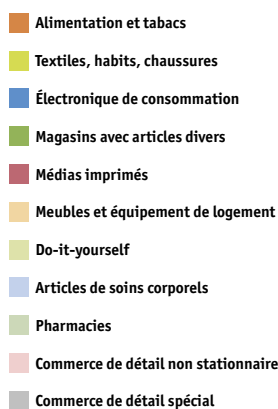 Alimentation et tabacs
Textiles, habits, chaussures
Électronique de consommation
Magasins avec articles divers
Médias imprimés
Meubles et équipement de logement
Do-it-yourself
Articles de soins corporels
Pharmacies
Commerce de détail non stationnaire
Commerce de détail spécial